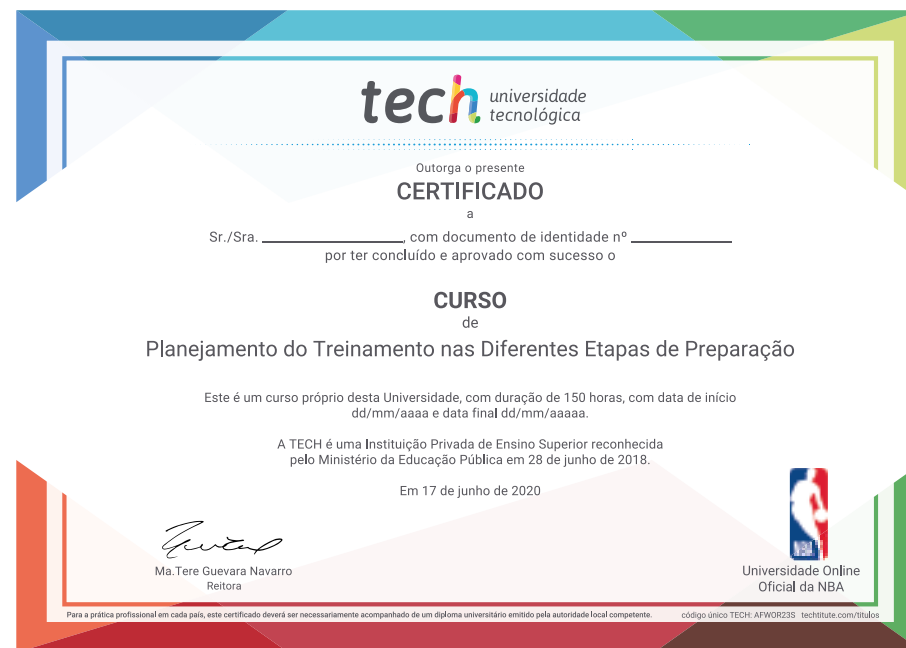 tech universidade
tecnológica
Outorga o presente
CERTIFICADO
a
Sr./Sra. ____________, com documento de identidade nº ____________
por ter concluído e aprovado com sucesso o
CURSO
de
Planejamento do Treinamento nas Diferentes Etapas de Preparação
Este é um curso próprio desta Universidade, com duração de 150 horas, com data de início
dd/mm/aaaa e data final dd/mm/aaaaa.
A TECH é uma Instituição Privada de Ensino Superior reconhecida
pelo Ministério da Educação Pública em 28 de junho de 2018.
Em 17 de junho de 2020
Ma.Tere Guevara Navarro
Reitora
NBA
Universidade Online
Oficial da NBA
Para a prática profissional em cada país, este certificado deverá ser necessariamente acompanhado de um diploma universitário emitido pela autoridade local competente. código único TECH: AFWOR23S techtitute.com/titulos